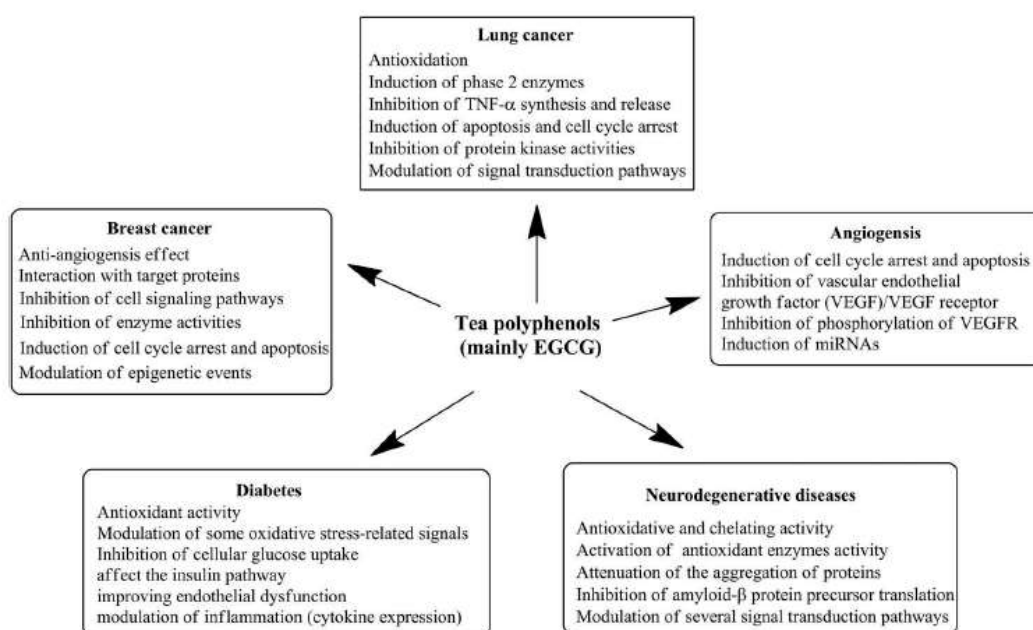 Lung cancer
Antioxidation
Induction of phase 2 enzymes
Inhibition of TNF-α synthesis and release
Induction of apoptosis and cell cycle arrest
Inhibition of protein kinase activities
Modulation of signal transduction pathways
Breast cancer
Anti-angiogensis effect
Interaction with target proteins
Inhibition of cell signaling pathways
Inhibition of enzyme activities
Induction of cell cycle arrest and apoptosis
Modulation of epigenetic events
Angiogensis
Induction of cell cycle arrest and apoptosis
Inhibition of vascular endothelial
growth factor (VEGF)/VEGF receptor
Inhibition of phosphorylation of VEGFR
Induction of miRNAs
Tea polyphenols
(mainly EGCG)
Diabetes
Antioxidant activity
Modulation of some oxidative stress-related signals
Inhibition of cellular glucose uptake
affect the insulin pathway
improving endothelial dysfunction
modulation of inflammation (cytokine expression)
Neurodegenerative diseases
Antioxidative and chelating activity
Activation of antioxidant enzymes activity
Attenuation of the aggregation of proteins
Inhibition of amyloid-β protein precursor translation
Modulation of several signal transduction pathways